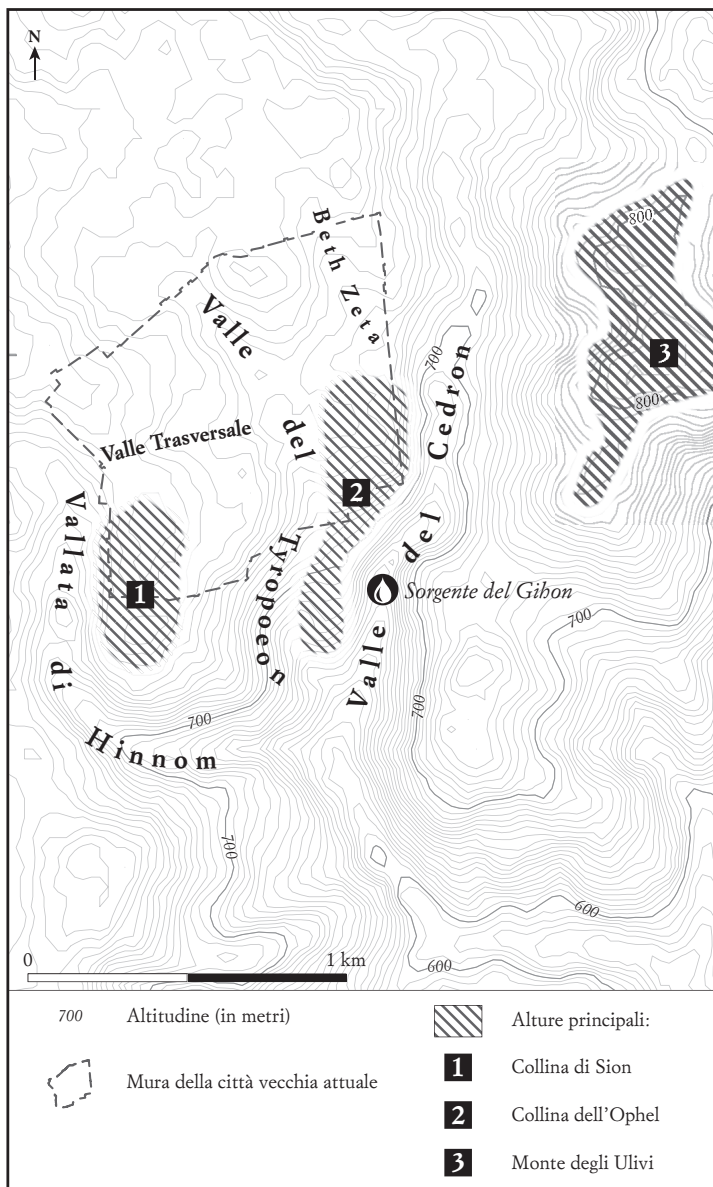 N
800
Beth Zeta
Valle
del
Tyropoeon
700
3
Valle del Cedron
800
Valle Trasversale
2
Vallata di Hinnom
1
Sorgente del Gihon
700
700
700
700
600
600
0 1 km
700 Altitudine (in metri)
Mura della città vecchia attuale
Alture principali:
1 Collina di Sion
2 Collina dell’Ophel
3 Monte degli Ulivi